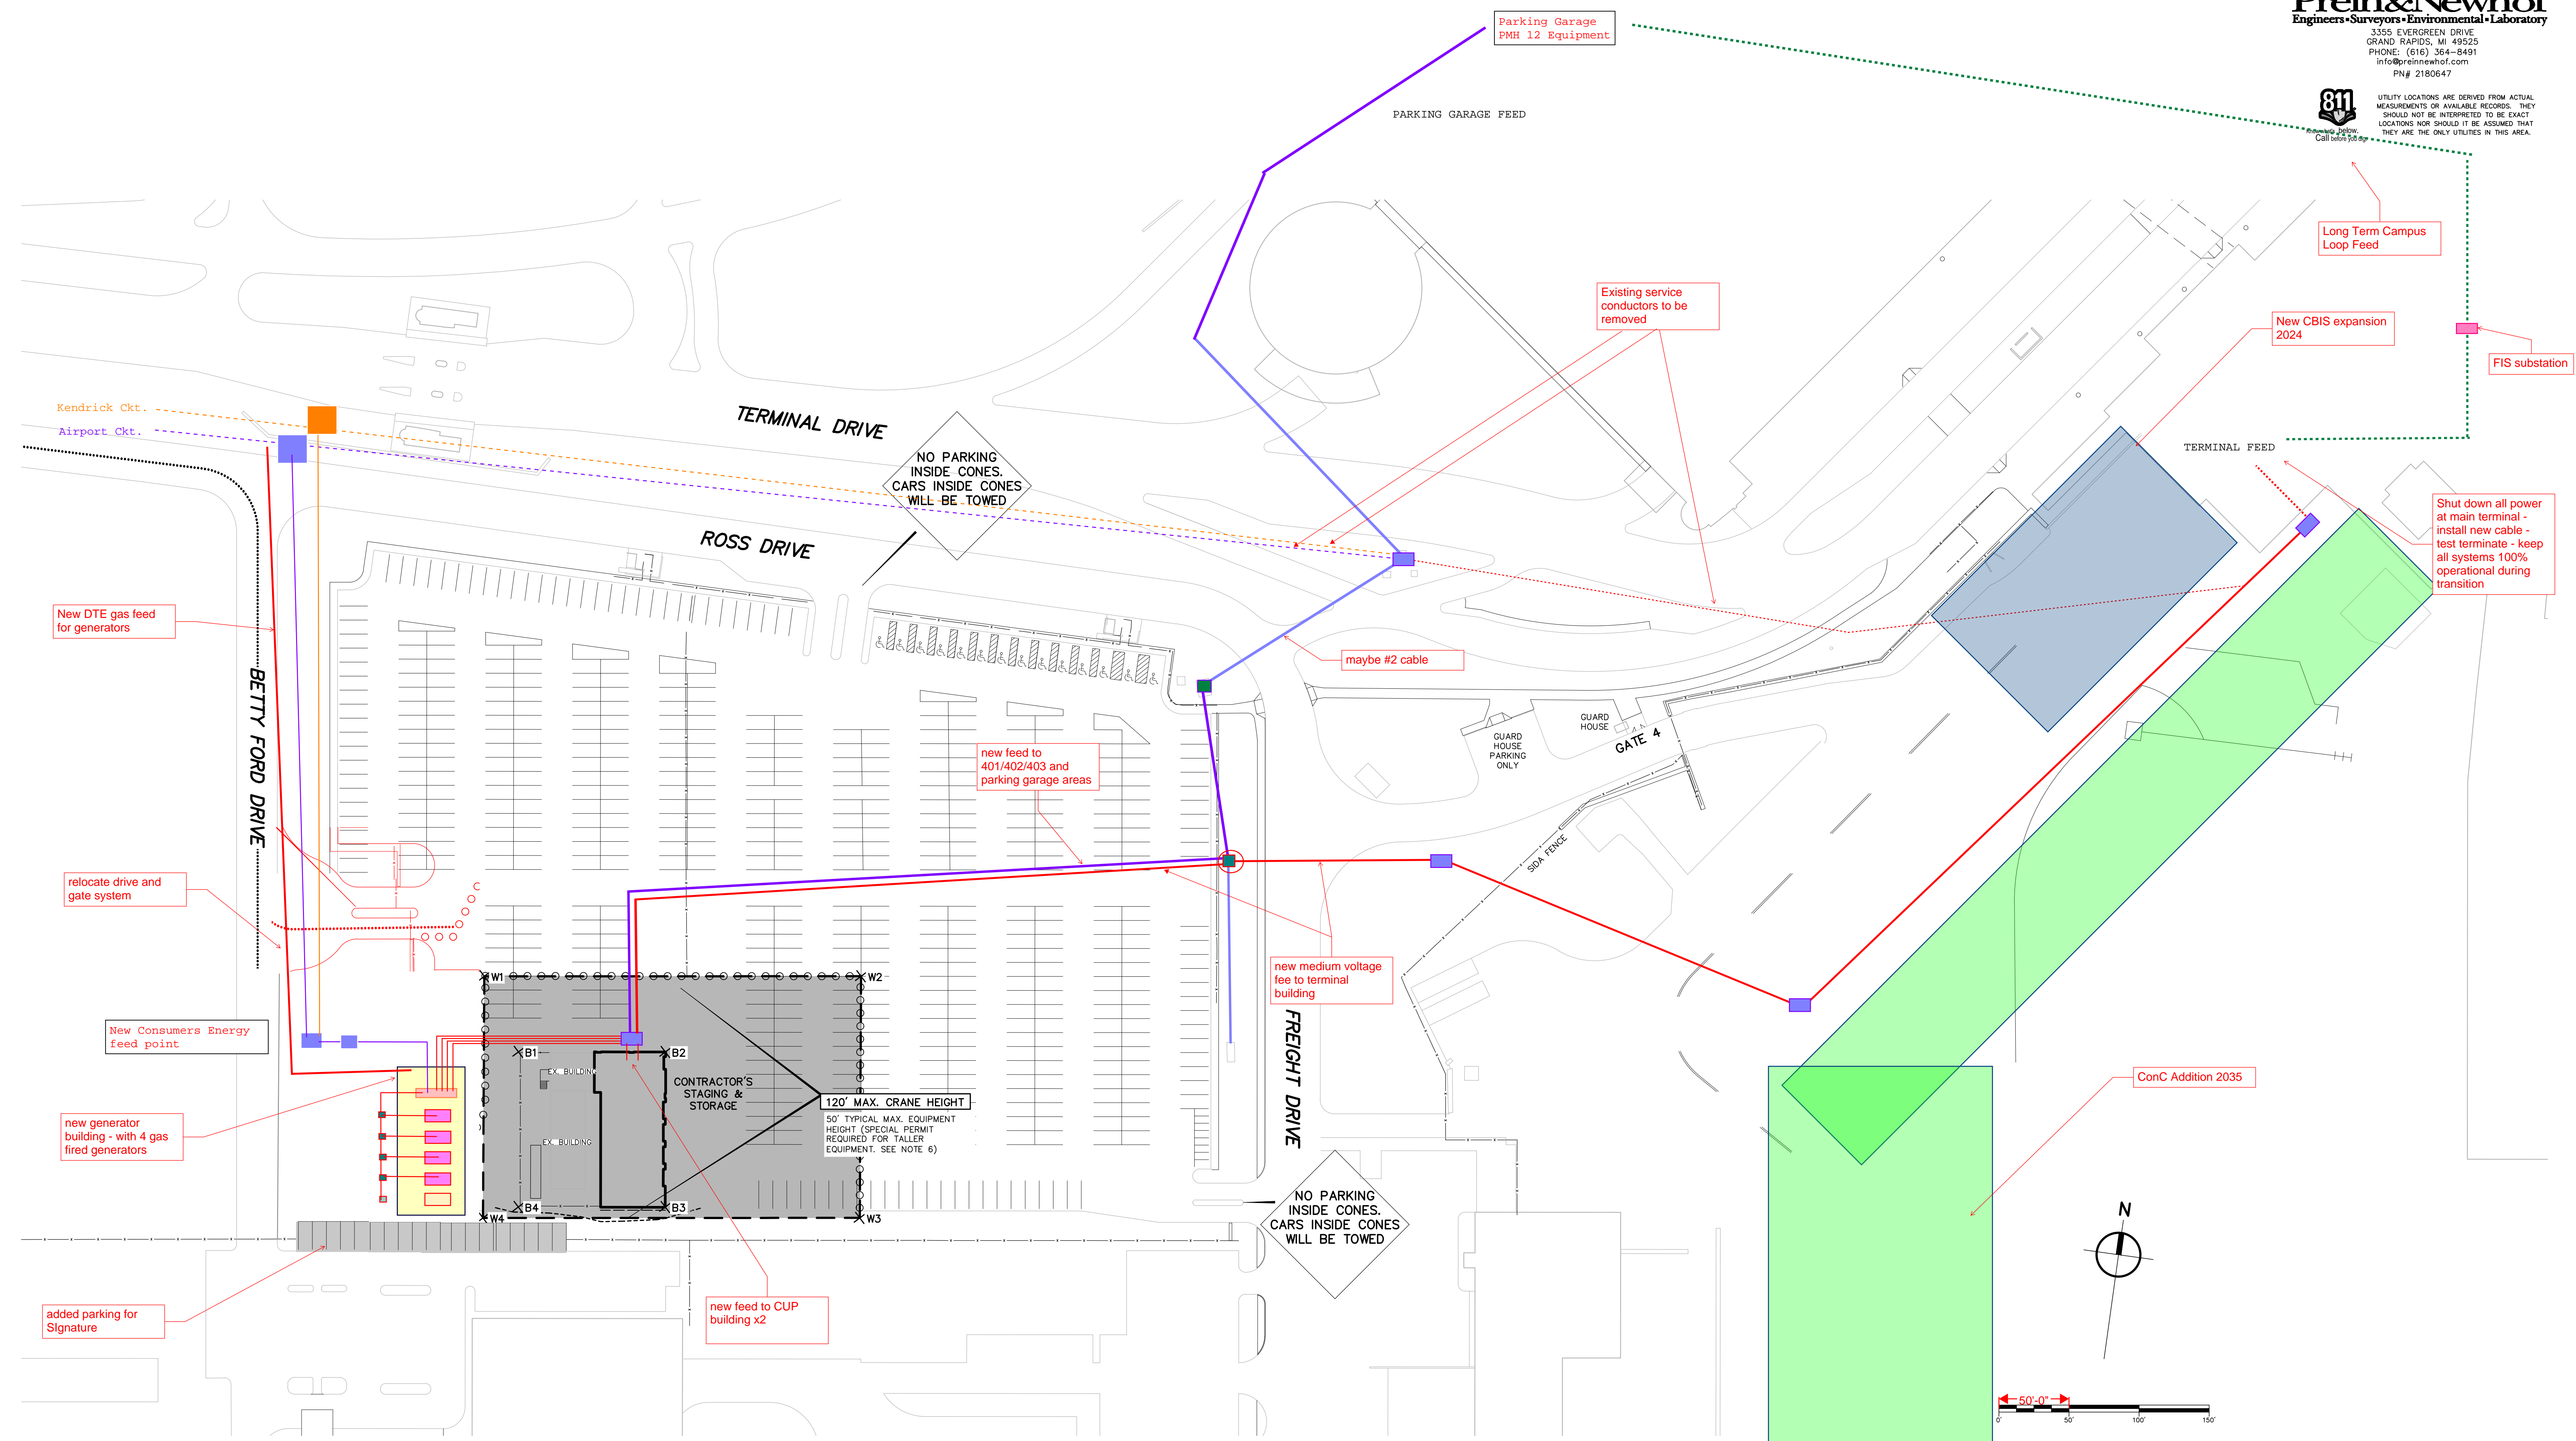 Prein&Newhof
Engineers▪Surveyors▪Environmental▪Laboratory
3355 EVERGREEN DRIVE
GRAND RAPIDS, MI 49525
PHONE: (616) 364-8491
info@preinnewhof.com
PN# 2180647
811
below.
Call before you dig
UTILITY LOCATIONS ARE DERIVED FROM ACTUAL
MEASUREMENTS OR AVAILABLE RECORDS. THEY
SHOULD NOT BE INTERPRETED TO BE EXACT
LOCATIONS NOR SHOULD IT BE ASSUMED THAT
THEY ARE THE ONLY UTILITIES IN THIS AREA.
Parking Garage
PMH 12 Equipment
PARKING GARAGE FEED
Long Term Campus
Loop Feed
Existing service
conductors to be
removed
New CBIS expansion
2024
FIS substation
Kendrick Ckt.
Airport Ckt.
TERMINAL DRIVE
NO PARKING
INSIDE CONES.
CARS INSIDE CONES
WILL BE TOWED
ROSS DRIVE
TERMINAL FEED
Shut down all power
at main terminal -
install new cable -
test terminate - keep
all systems 100%
operational during
transition
New DTE gas feed
for generators
maybe #2 cable
BETTY FORD DRIVE
new feed to
401/402/403 and
parking garage areas
GUARD
HOUSE
PARKING
ONLY
GUARD
HOUSE
GATE 4
SIDA FENCE
relocate drive and
gate system
new medium voltage
fee to terminal
building
W1
W2
New Consumers Energy
feed point
B1
B2
EX. BUILDING
CONTRACTOR'S
STAGING &
STORAGE
120' MAX. CRANE HEIGHT
50' TYPICAL MAX. EQUIPMENT
HEIGHT (SPECIAL PERMIT
REQUIRED FOR TALLER
EQUIPMENT. SEE NOTE 6)
EX. BUILDING
FREIGHT DRIVE
ConC Addition 2035
new generator
building - with 4 gas
fired generators
B4
B3
W4
W3
NO PARKING
INSIDE CONES.
CARS INSIDE CONES
WILL BE TOWED
N
added parking for
SIgnature
new feed to CUP
building x2
50'-0"
0' 50' 100' 150'